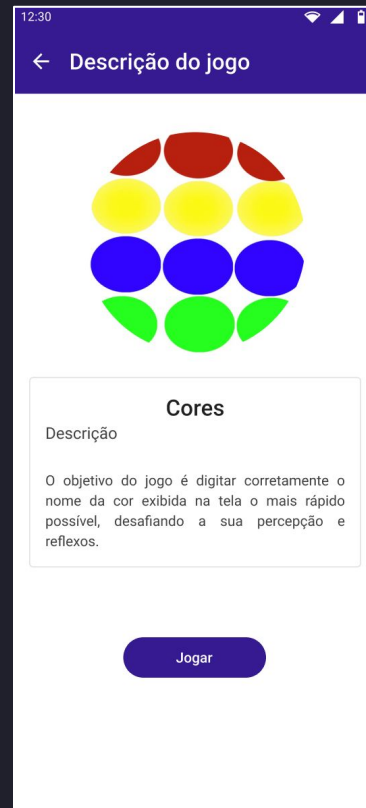 12:30
Descrição do jogo
Cores
Descrição
O objetivo do jogo é digitar corretamente o
nome da cor exibida na tela o mais rápido
possível, desafiando a sua percepção e
reflexos.
Jogar